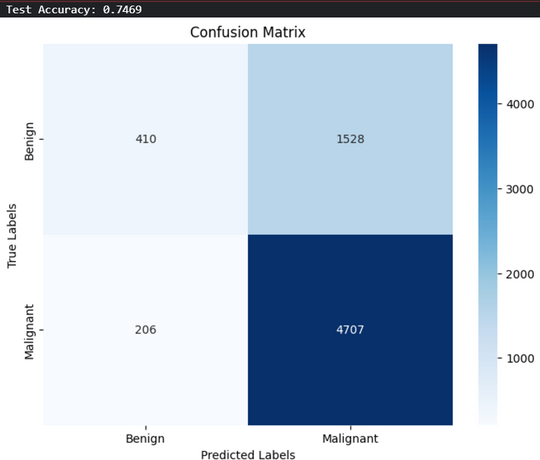 Test Accuracy: 0.7469
Confusion Matrix
True Labels
Benign
410
1528
Malignant
206
4707
Benign
Malignant
Predicted Labels
4000
3000
2000
1000